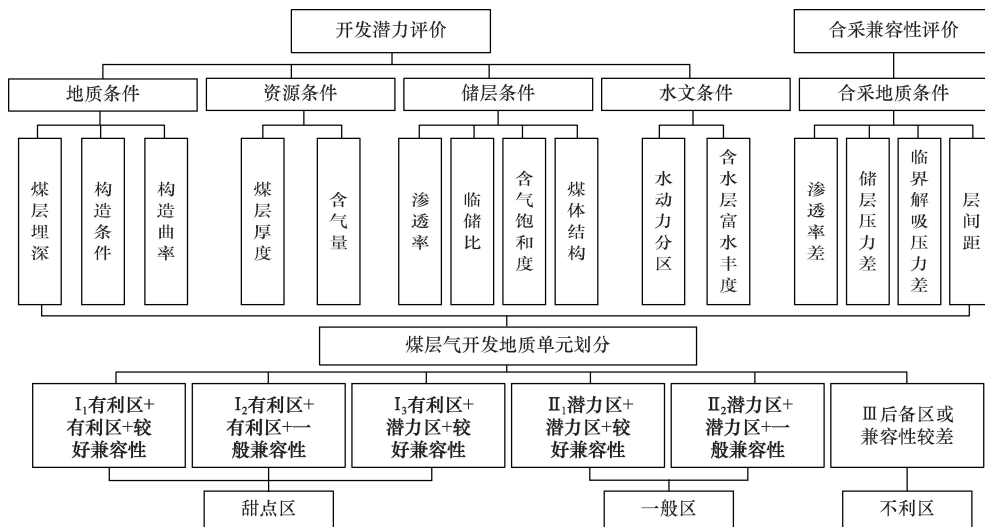 开发潜力评价
合采兼容性评价
地质条件
资源条件
储层条件
水文条件
合采地质条件
煤层埋深
构造条件
构造曲率
煤层厚度
含气量
渗透率
临储比
含气饱和度
煤体结构
水动力分区
含水层富水丰度
渗透率差
储层压力差
临界解吸压力差
层间距
煤层气开发地质单元划分
I₁有利区+
有利区+较
好兼容性
I₂有利区+
有利区+一
般兼容性
I₃有利区+
潜力区+较
好兼容性
Ⅱ₁潜力区+
潜力区+较
好兼容性
Ⅱ₂潜力区+
潜力区+一
般兼容性
Ⅲ后备区或
兼容性较差
甜点区
一般区
不利区